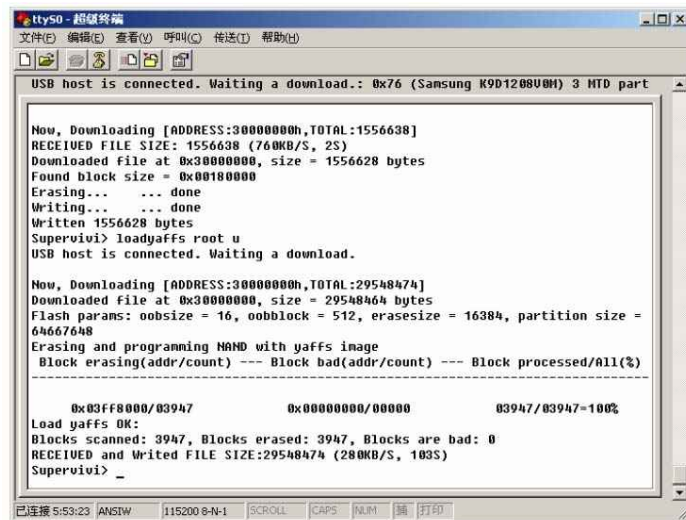 ttyS0 - 超级终端
文件(F) 编辑(E) 查看(V) 呼叫(C) 传送(T) 帮助(H)
USB host is connected. Waiting a download.: 0x76 (Samsung K9D1208V0M) 3 MTD part
Now, Downloading [ADDRESS:30000000h,TOTAL:1556638]
RECEIVED FILE SIZE: 1556638 (760KB/S, 2S)
Downloaded file at 0x30000000, size = 1556628 bytes
Found block size = 0x00180000
Erasing... ... done
Writing... ... done
Written 1556628 bytes
Supervivi> loadyaffs root u
USB host is connected. Waiting a download.
Now, Downloading [ADDRESS:30000000h,TOTAL:29548474]
Downloaded file at 0x30000000, size = 29548464 bytes
Flash params: oobsize = 16, oobblock = 512, erasesize = 16384, partition size =
64667648
Erasing and programming NAND with yaffs image
Block erasing(addr/count) --- Block bad(addr/count) --- Block processed/All(%)
--------------------------------------------------------------------------------
0x03ff8000/03947 0x00000000/00000 03947/03947=100%
Load yaffs OK:
Blocks scanned: 3947, Blocks erased: 3947, Blocks are bad: 0
RECEIVED and Writed FILE SIZE:29548474 (280KB/S, 103S)
Supervivi> _
已连接 5:53:23 ANSIW 115200 8-N-1 SCROLL CAPS NUM 捕 打印